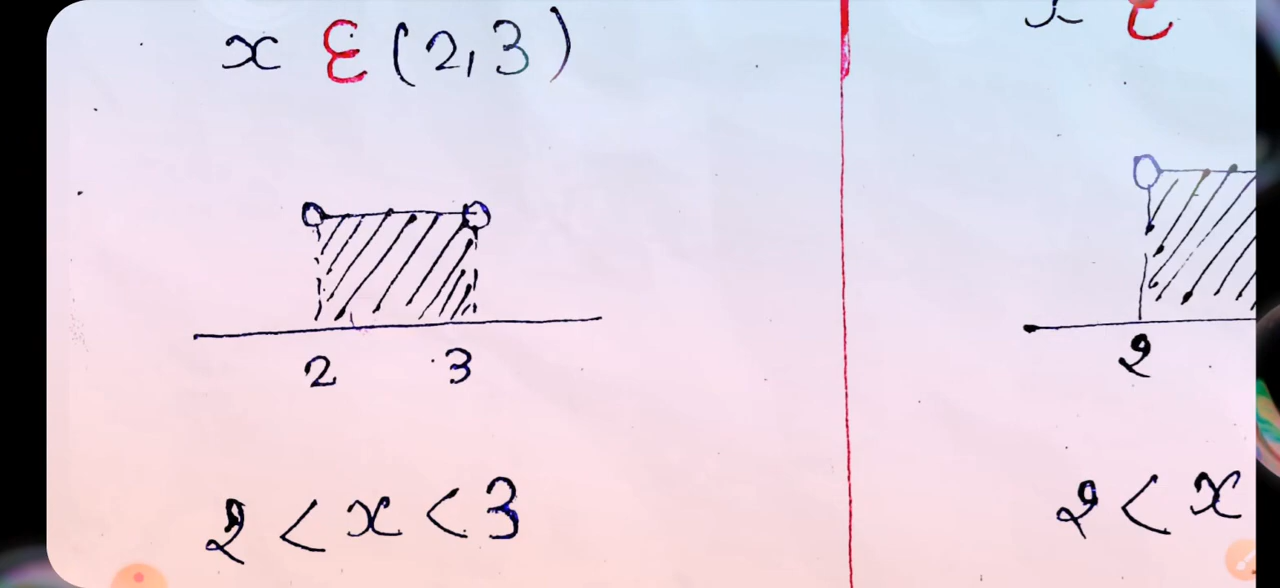 x ε (2,3)
2 3
2 < x < 3
x ε
2
2 < x